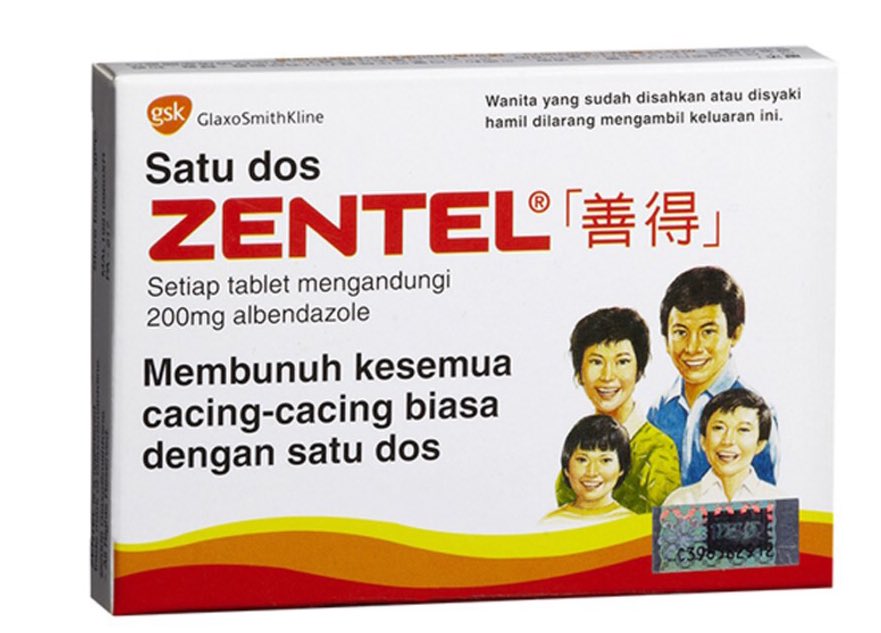 gsk GlaxoSmithKline
Wanita yang sudah disahkan atau disyaki
hamil dilarang mengambil keluaran ini.
Satu dos
ZENTEL®「善得」
Setiap tablet mengandungi
200mg albendazole
Membunuh kesemua
cacing-cacing biasa
dengan satu dos